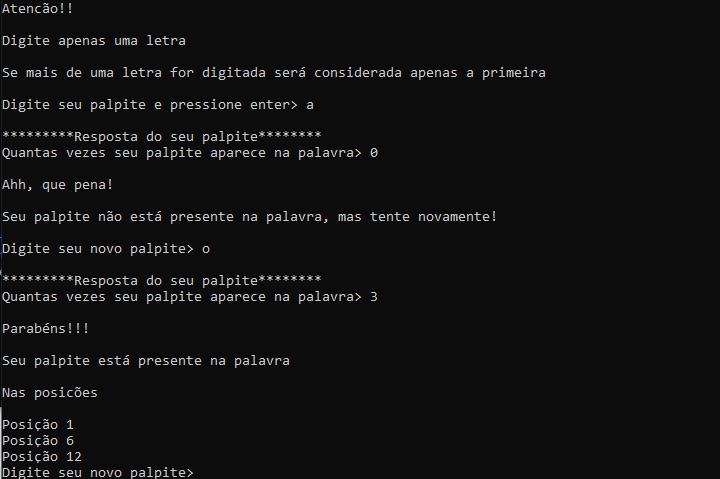 Atencão!!
Digite apenas uma letra
Se mais de uma letra for digitada será considerada apenas a primeira
Digite seu palpite e pressione enter> a
*********Resposta do seu palpite********
Quantas vezes seu palpite aparece na palavra> 0
Ahh, que pena!
Seu palpite não está presente na palavra, mas tente novamente!
Digite seu novo palpite> o
*********Resposta do seu palpite********
Quantas vezes seu palpite aparece na palavra> 3
Parabéns!!!
Seu palpite está presente na palavra
Nas posicões
Posição 1
Posição 6
Posição 12
Digite seu novo palpite>